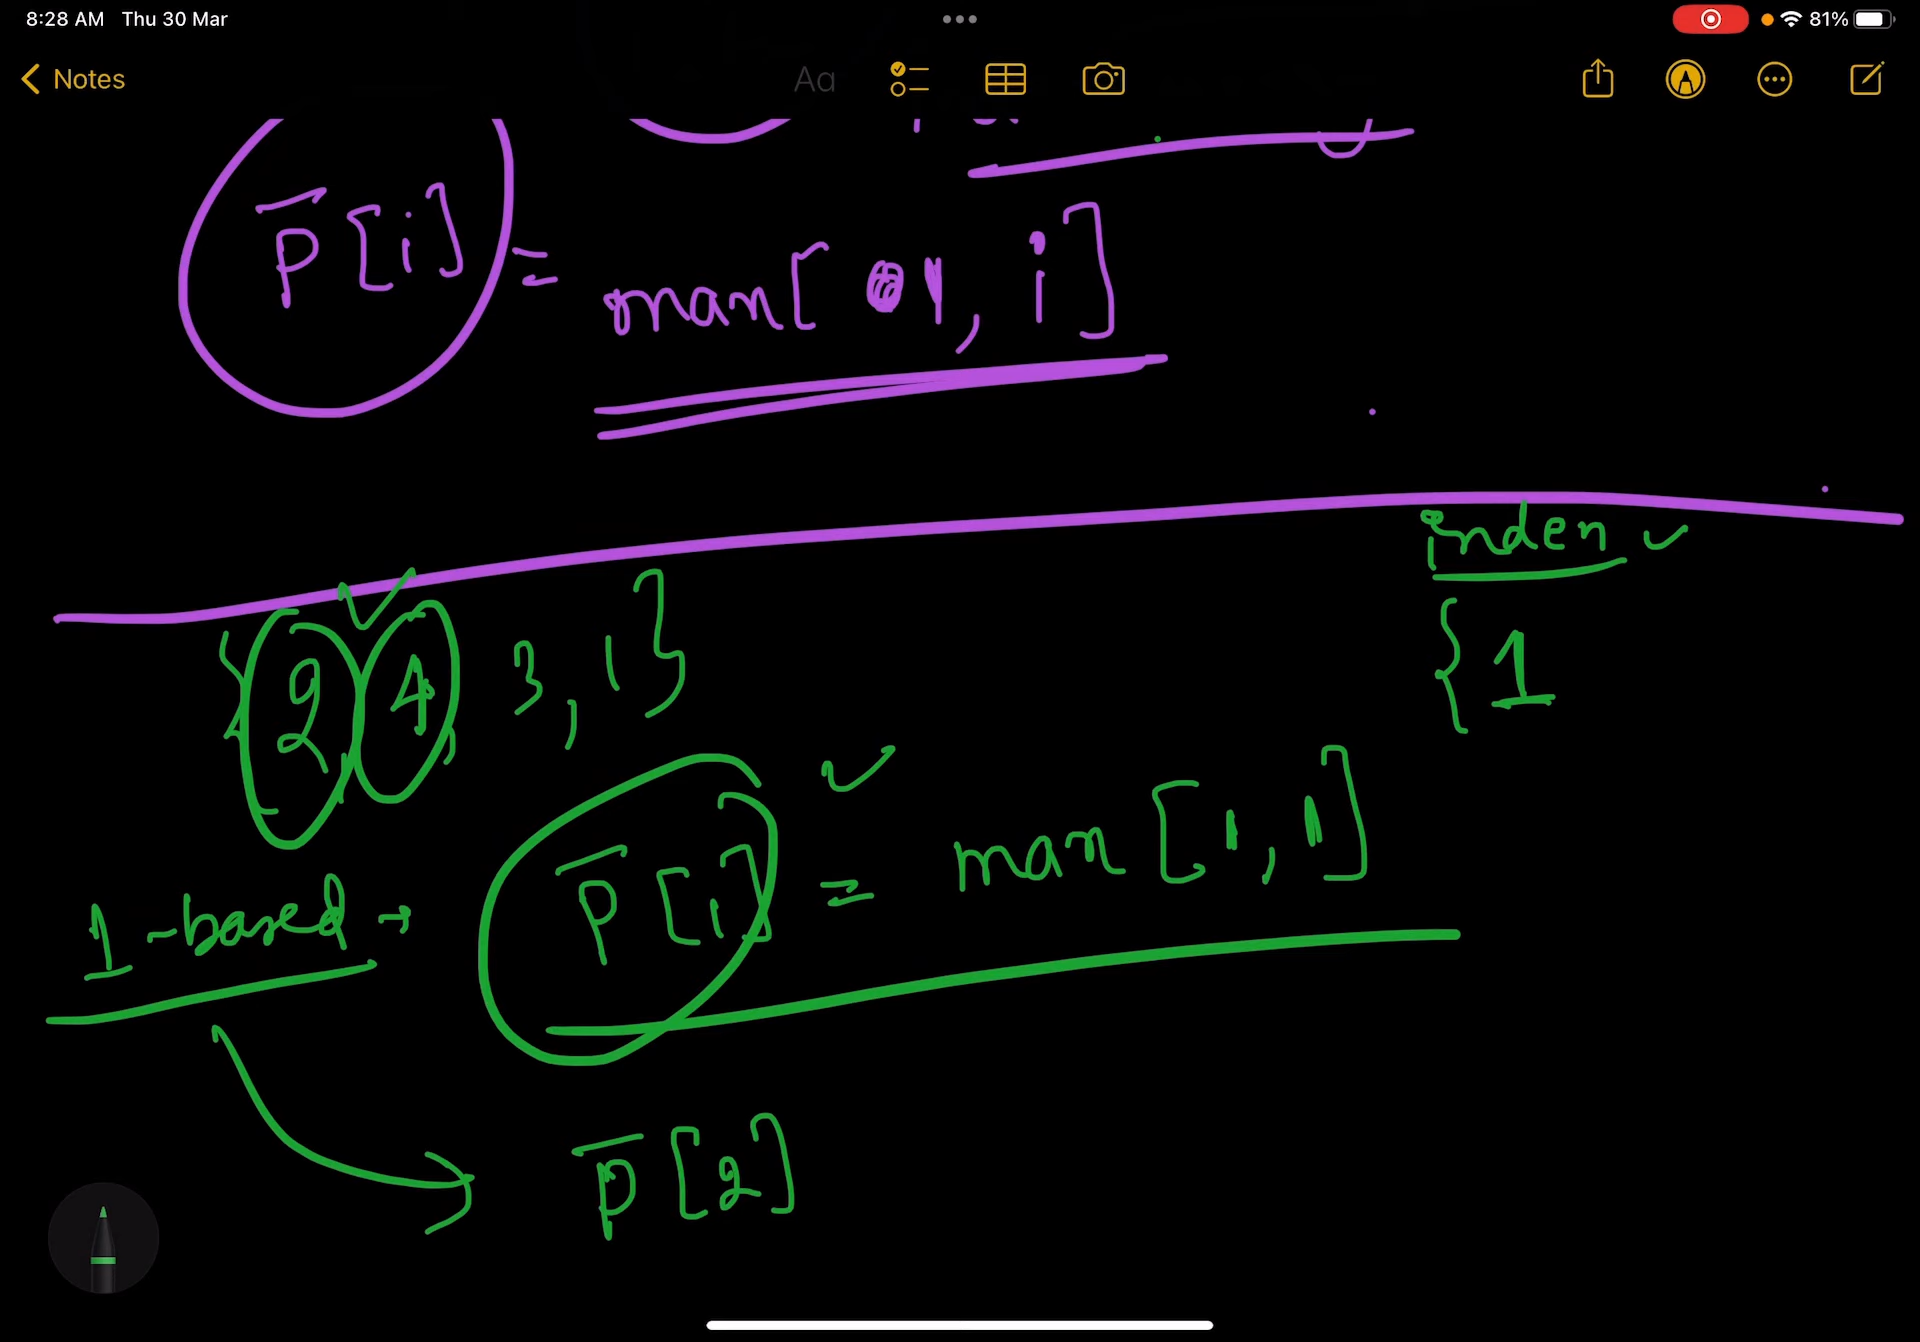 8:28 AM Thu 30 Mar
81%
Notes
Aa
P[i] = max[ 1, i ]
index
{2, 4, 3, 1}
{1
1-based → P[i] = max[1, 1]
P[2]